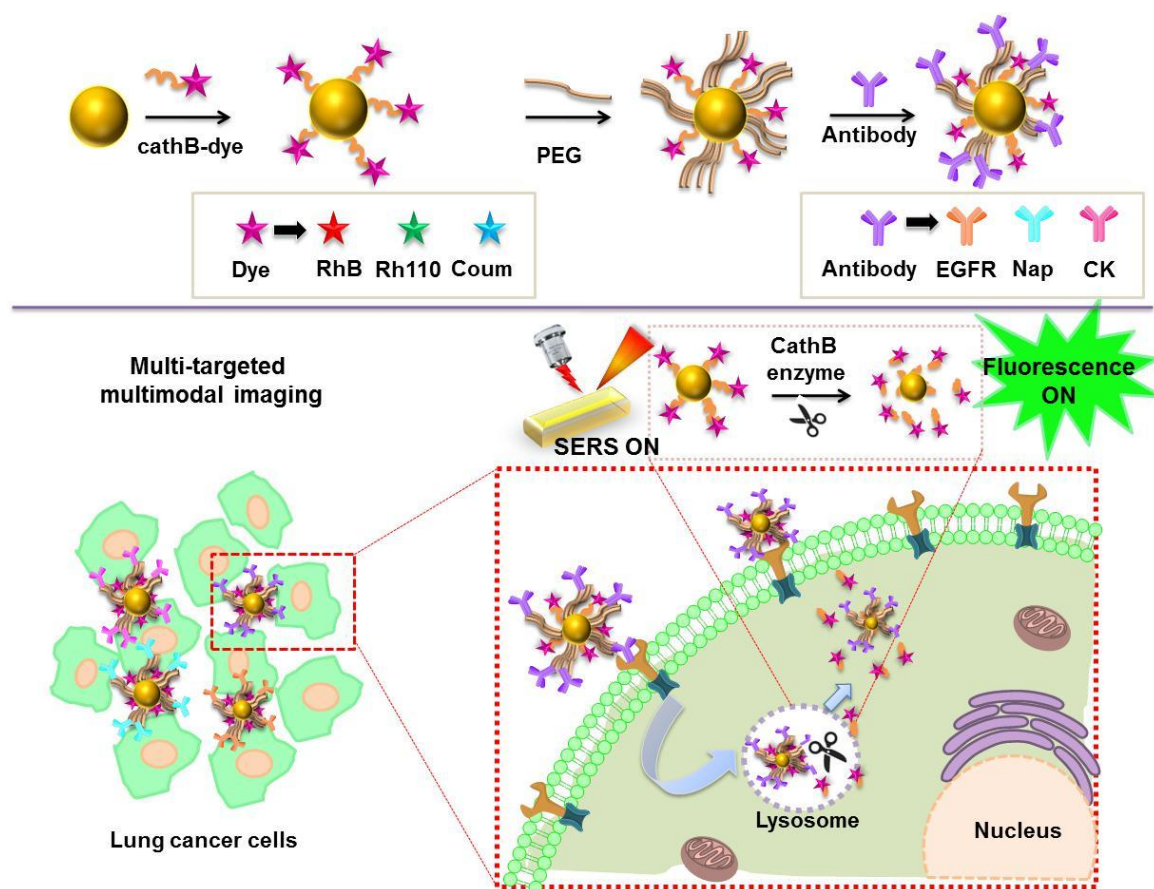 cathB-dye
PEG
Antibody
Dye
RhB
Rh110
Coum
Antibody
EGFR
Nap
CK
Multi-targeted
multimodal imaging
SERS ON
CathB
enzyme
Fluorescence
ON
Lung cancer cells
Lysosome
Nucleus